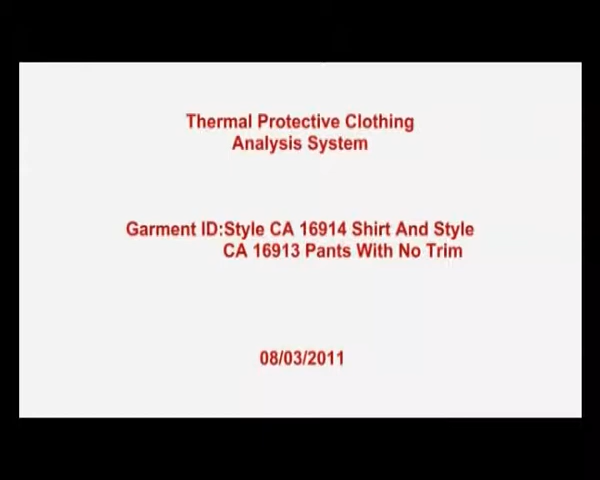 Thermal Protective Clothing
Analysis System
Garment ID:Style CA 16914 Shirt And Style
CA 16913 Pants With No Trim
08/03/2011